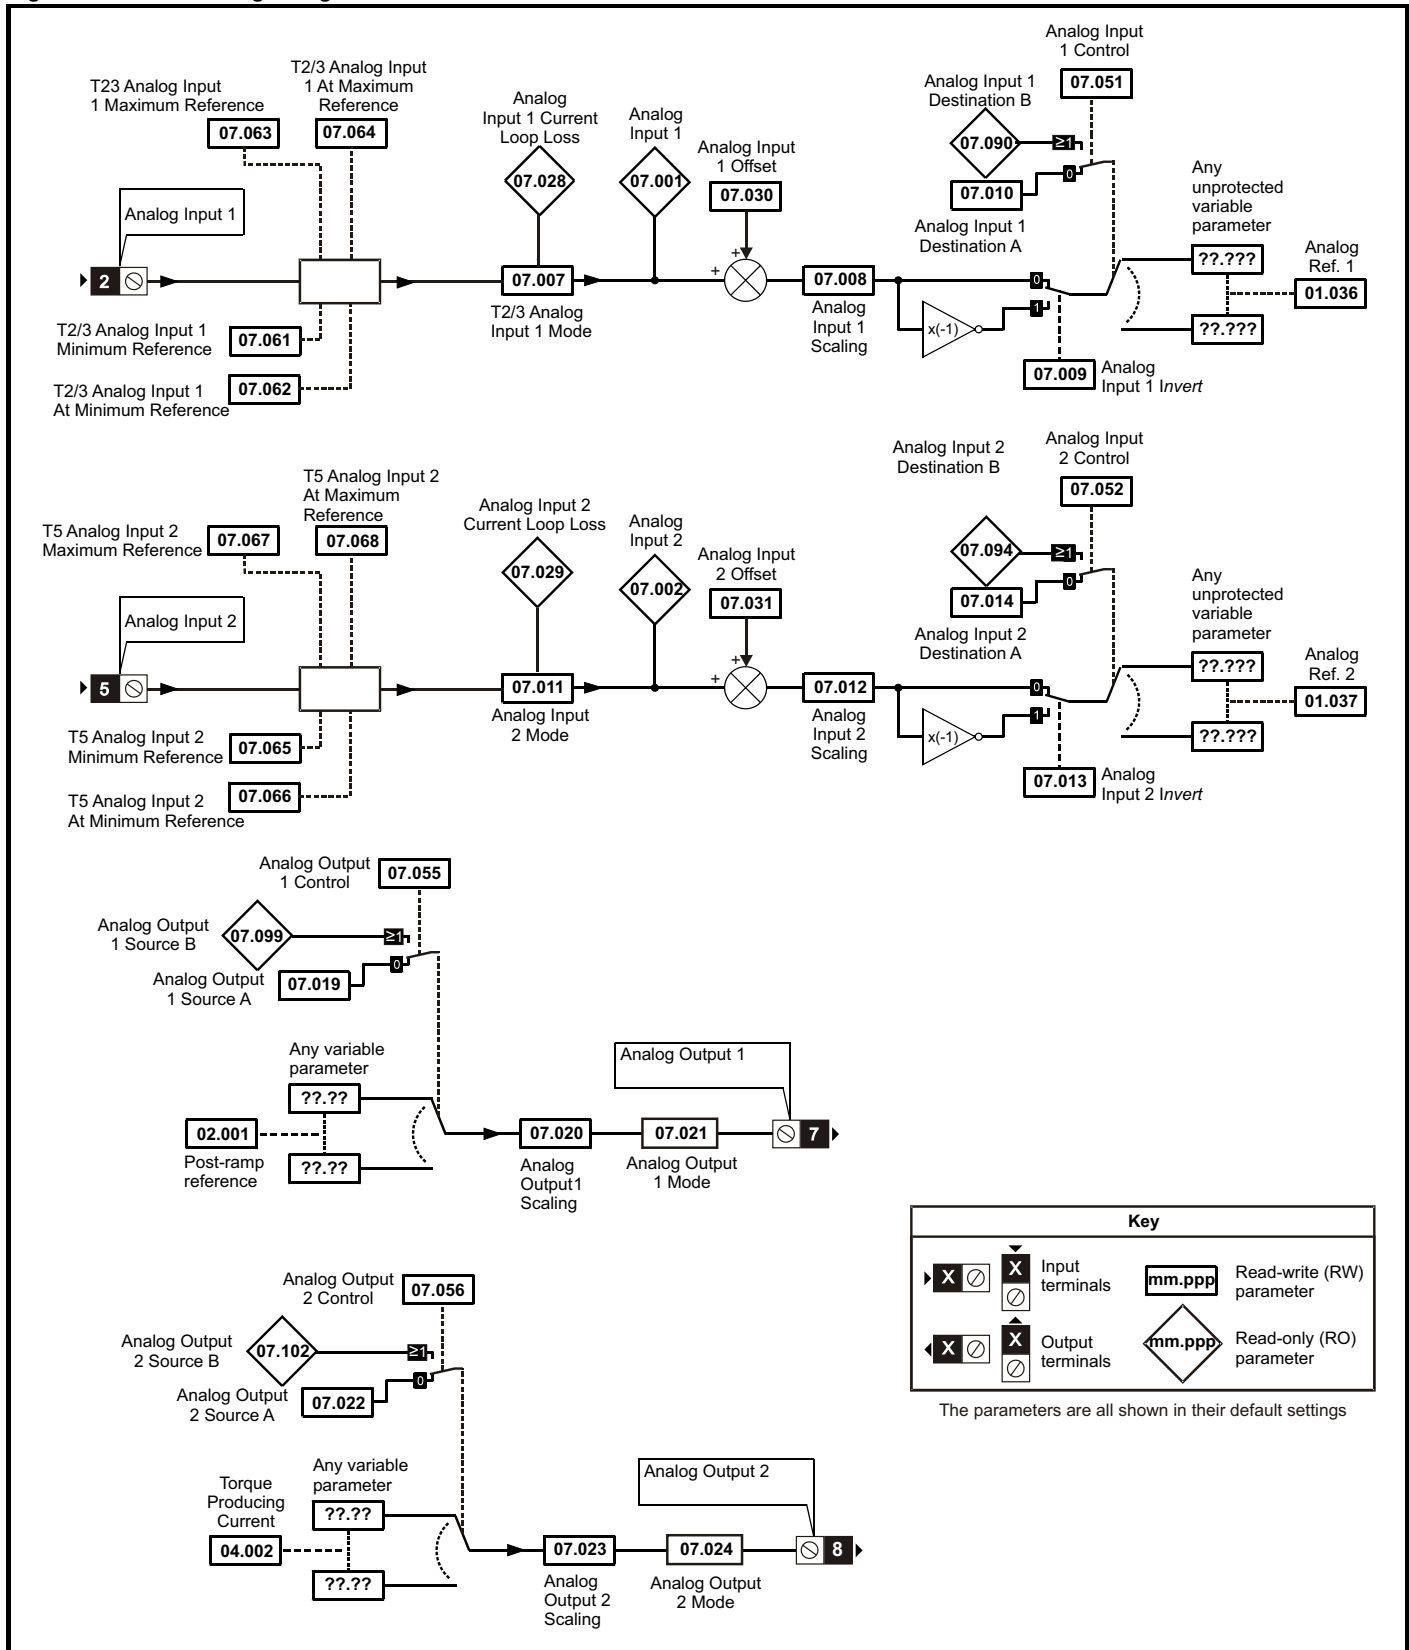 T23 Analog Input
1 Maximum Reference
07.063
T2/3 Analog Input
1 At Maximum
Reference
07.064
Analog
Input 1 Current
Loop Loss
07.028
Analog
Input 1
07.001
Analog Input
1 Offset
07.030
Analog Input 1
Destination B
07.090
≥1
Analog Input
1 Control
07.051
0
07.010
Analog Input 1
Destination A
Any
unprotected
variable
parameter
??.???
??.???
Analog
Ref. 1
01.036
Analog Input 1
2
T2/3 Analog Input 1
Minimum Reference
07.061
T2/3 Analog Input 1
At Minimum Reference
07.062
07.007
T2/3 Analog
Input 1 Mode
+
+
07.008
Analog
Input 1
Scaling
x(-1)
0
1
07.009
Analog
Input 1 Invert
T5 Analog Input 2
Maximum Reference
07.067
T5 Analog Input 2
At Maximum
Reference
07.068
Analog Input 2
Current Loop Loss
07.029
Analog
Input 2
07.002
Analog Input
2 Offset
07.031
Analog Input 2
Destination B
07.094
≥1
Analog Input
2 Control
07.052
0
07.014
Analog Input 2
Destination A
Any
unprotected
variable
parameter
??.???
??.???
Analog
Ref. 2
01.037
Analog Input 2
5
T5 Analog Input 2
Minimum Reference
07.065
T5 Analog Input 2
At Minimum Reference
07.066
07.011
Analog Input
2 Mode
+
+
07.012
Analog
Input 2
Scaling
x(-1)
0
1
07.013
Analog
Input 2 Invert
Analog Output
1 Control
07.055
Analog Output
1 Source B
07.099
≥1
Analog Output
1 Source A
07.019
0
Any variable
parameter
??.??
02.001
Post-ramp
reference
??.??
07.020
Analog
Output1
Scaling
07.021
Analog Output
1 Mode
Analog Output 1
7
Analog Output
2 Control
07.056
Analog Output
2 Source B
07.102
≥1
Analog Output
2 Source A
07.022
0
Torque
Producing
Current
04.002
Any variable
parameter
??.??
??.??
07.023
Analog
Output 2
Scaling
07.024
Analog Output
2 Mode
Analog Output 2
8
Key
X
X
Input
terminals
mm.ppp
Read-write (RW)
parameter
X
X
Output
terminals
mm.ppp
Read-only (RO)
parameter
The parameters are all shown in their default settings